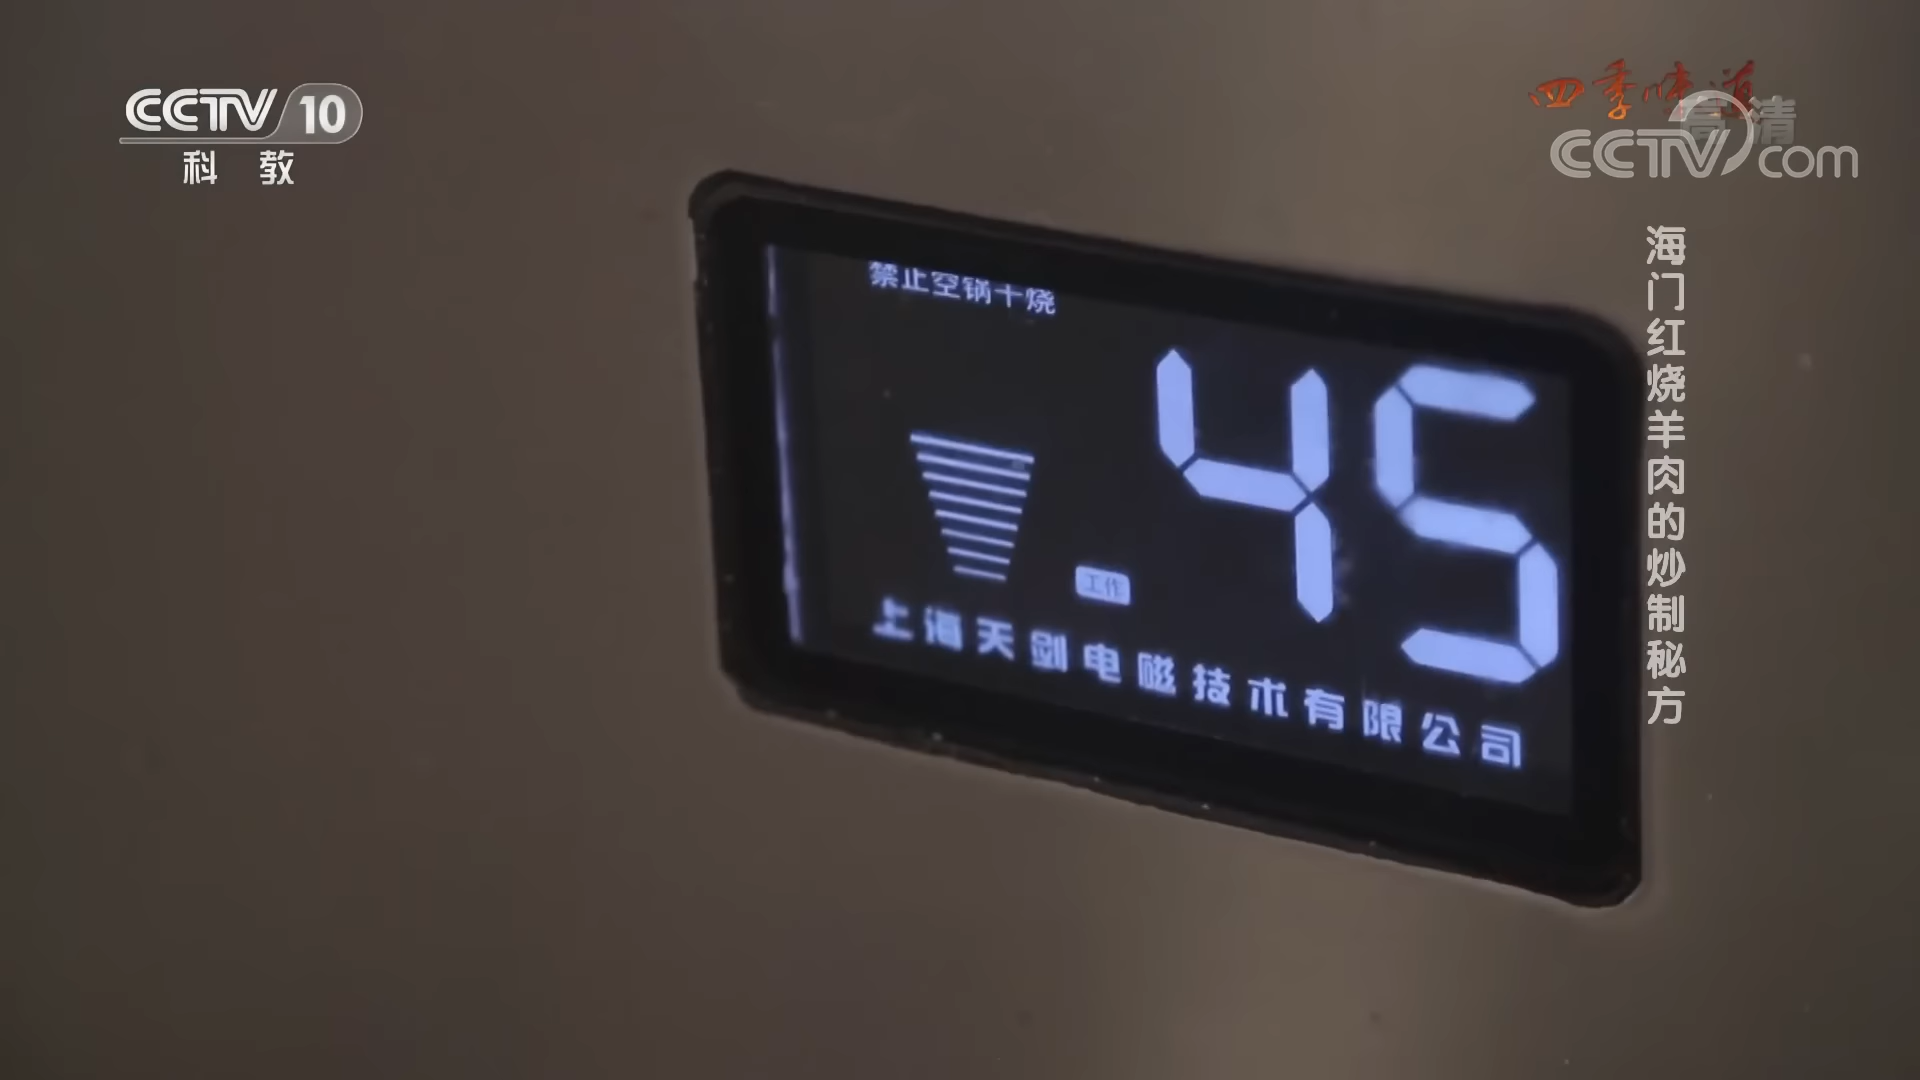 CCTV 10
科 教
四季味道
高清
CCTV com
海门红烧羊肉的炒制秘方
禁止空锅干烧
45
工作
上海天剑电磁技术有限公司